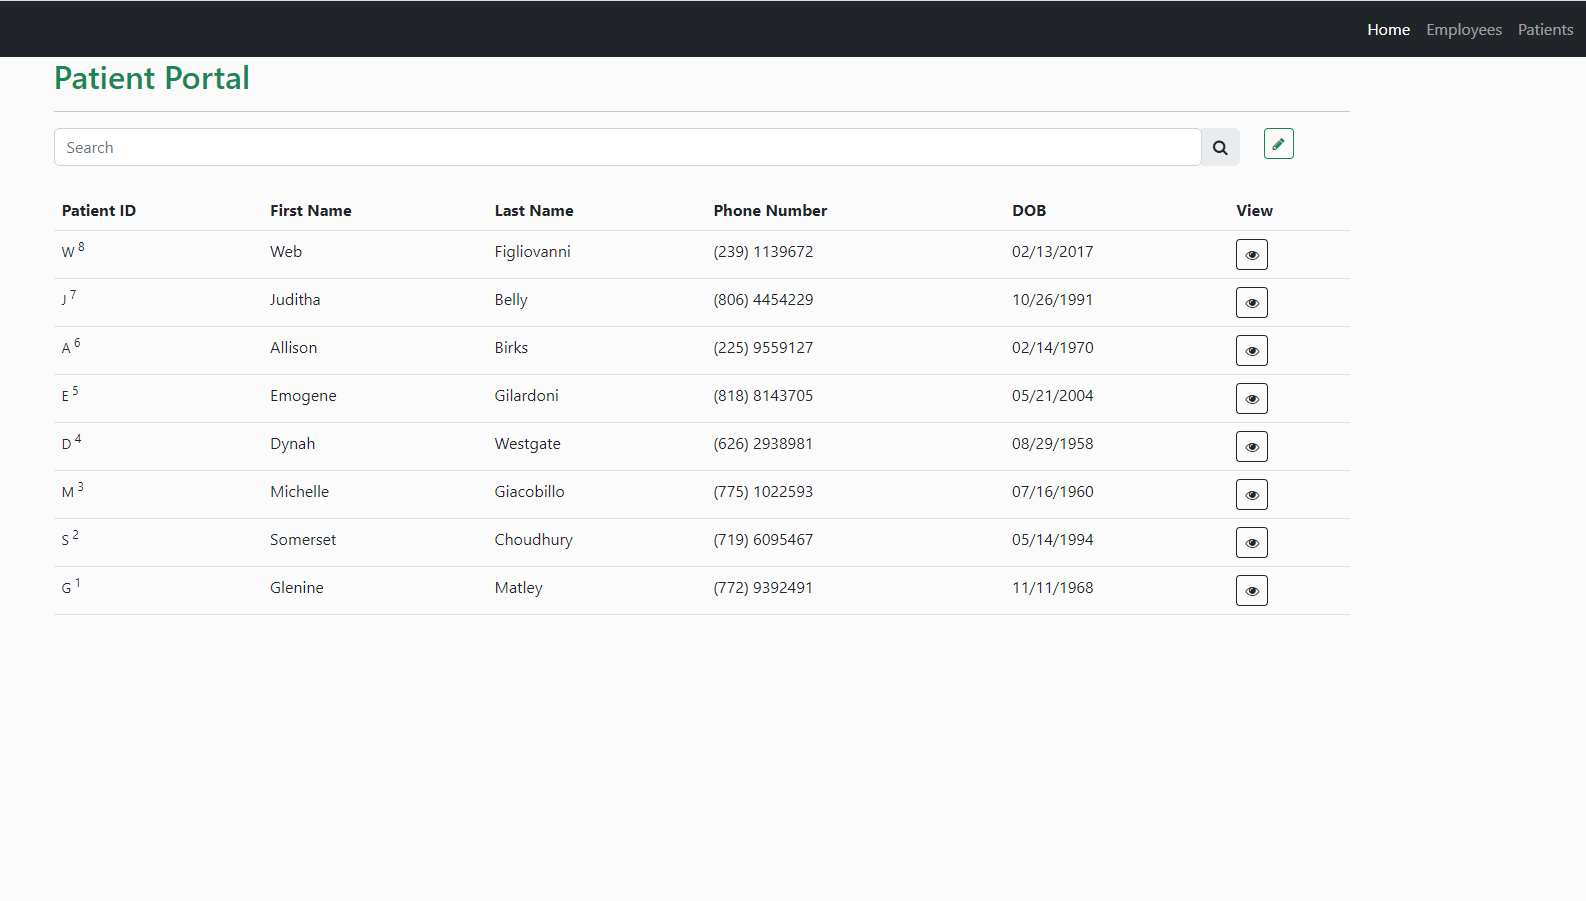 Home Employees Patients
Patient Portal
Search
Patient ID First Name Last Name Phone Number DOB View
W 8 Web Figliovanni (239) 1139672 02/13/2017
J 7 Juditha Belly (806) 4454229 10/26/1991
A 6 Allison Birks (225) 9559127 02/14/1970
E 5 Emogene Gilardoni (818) 8143705 05/21/2004
D 4 Dynah Westgate (626) 2938981 08/29/1958
M 3 Michelle Giacobillo (775) 1022593 07/16/1960
S 2 Somerset Choudhury (719) 6095467 05/14/1994
G 1 Glenine Matley (772) 9392491 11/11/1968